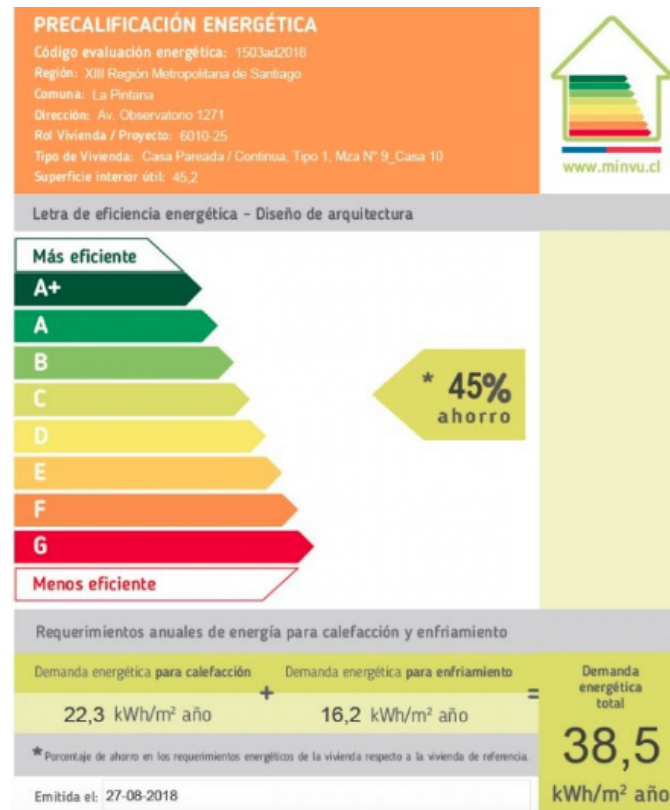 PRECALIFICACIÓN ENERGÉTICA
Código evaluación energética: 1503ad2018
Región: XIII Región Metropolitana de Santiago
Comuna: La Pintana
Dirección: Av. Observatorio 1271
Rol Vivienda / Proyecto: 6010-25
Tipo de Vivienda: Casa Pareada / Continua, Tipo 1, Mza N° 9_Casa 10
Superficie interior útil: 45,2
www.minvu.cl
Letra de eficiencia energética - Diseño de arquitectura
Más eficiente
A+
A
B
C
D
E
F
G
Menos eficiente
* 45%
ahorro
Requerimientos anuales de energía para calefacción y enfriamiento
Demanda energética para calefacción
22,3 kWh/m² año
+
Demanda energética para enfriamiento
16,2 kWh/m² año
=
Demanda
energética
total
38,5
kWh/m² año
* Porcentaje de ahorro en los requerimientos energéticos de la vivienda respecto a la vivienda de referencia.
Emitida el: 27-08-2018